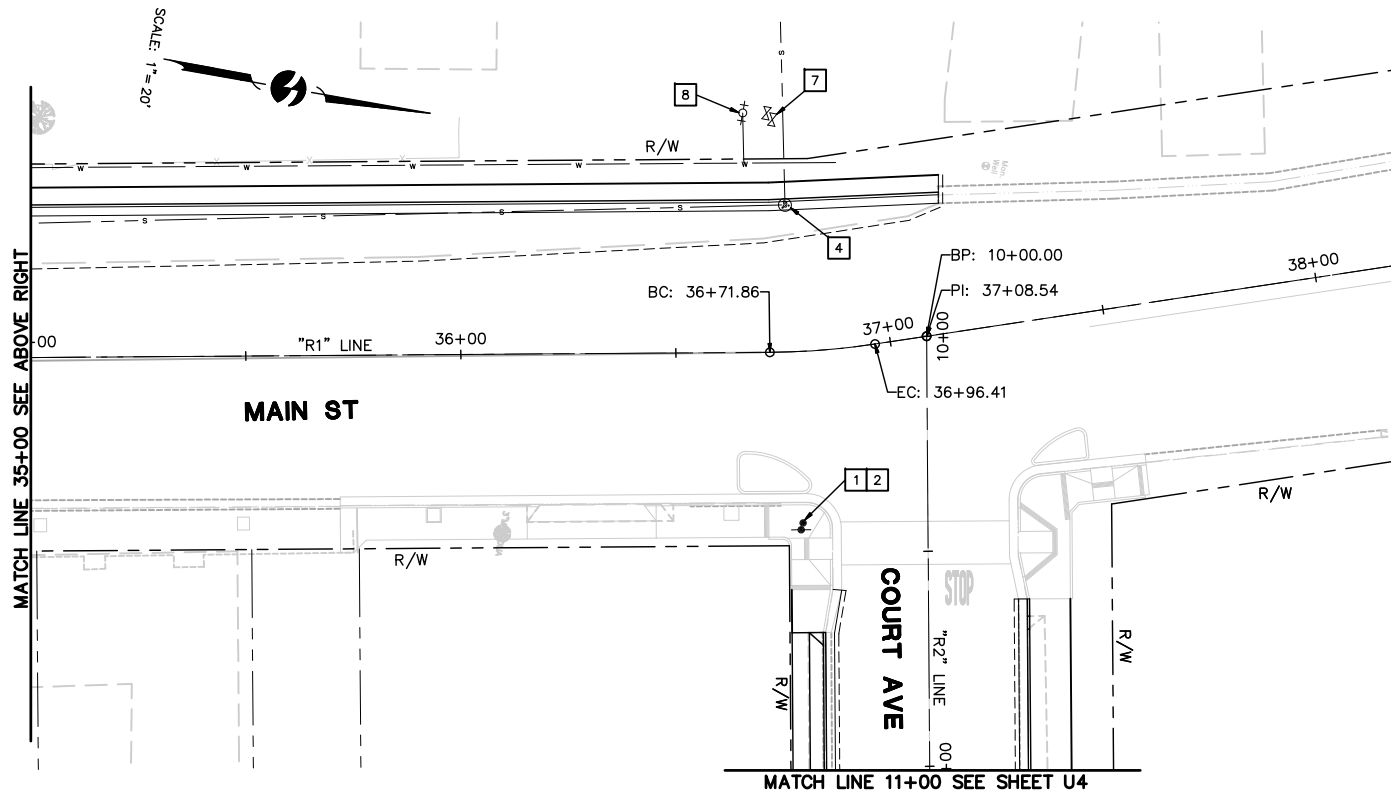 SCALE: 1"= 20'
8
7
R/W
w
w
w
w
w
s
s
s
s
s
Mon.
Well
4
MATCH LINE 35+00 SEE ABOVE RIGHT
BC: 36+71.86
BP: 10+00.00
PI: 37+08.54
38+00
-00
"R1" LINE
36+00
37+00
10+00
EC: 36+96.41
MAIN ST
1 2
R/W
R/W
COURT AVE
STOP
"R2" LINE
R/W
R/W
00
MATCH LINE 11+00 SEE SHEET U4